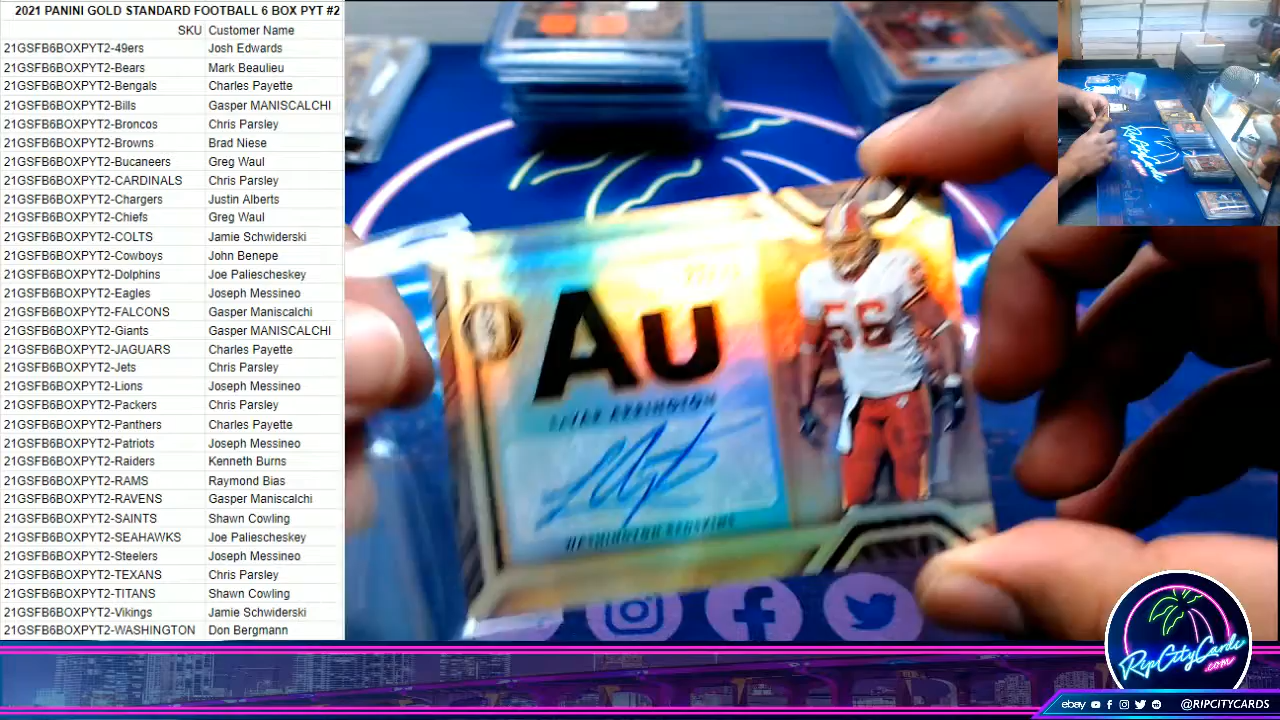 2021 PANINI GOLD STANDARD FOOTBALL 6 BOX PYT #2
SKU Customer Name
21GSFB6BOXPYT2-49ers Josh Edwards
21GSFB6BOXPYT2-Bears Mark Beaulieu
21GSFB6BOXPYT2-Bengals Charles Payette
21GSFB6BOXPYT2-Bills Gasper MANISCALCHI
21GSFB6BOXPYT2-Broncos Chris Parsley
21GSFB6BOXPYT2-Browns Brad Niese
21GSFB6BOXPYT2-Bucaneers Greg Waul
21GSFB6BOXPYT2-CARDINALS Chris Parsley
21GSFB6BOXPYT2-Chargers Justin Alberts
21GSFB6BOXPYT2-Chiefs Greg Waul
21GSFB6BOXPYT2-COLTS Jamie Schwiderski
21GSFB6BOXPYT2-Cowboys John Benepe
21GSFB6BOXPYT2-Dolphins Joe Paliescheskey
21GSFB6BOXPYT2-Eagles Joseph Messineo
21GSFB6BOXPYT2-FALCONS Gasper Maniscalchi
21GSFB6BOXPYT2-Giants Gasper MANISCALCHI
21GSFB6BOXPYT2-JAGUARS Charles Payette
21GSFB6BOXPYT2-Jets Chris Parsley
21GSFB6BOXPYT2-Lions Joseph Messineo
21GSFB6BOXPYT2-Packers Chris Parsley
21GSFB6BOXPYT2-Panthers Charles Payette
21GSFB6BOXPYT2-Patriots Joseph Messineo
21GSFB6BOXPYT2-Raiders Kenneth Burns
21GSFB6BOXPYT2-RAMS Raymond Bias
21GSFB6BOXPYT2-RAVENS Gasper Maniscalchi
21GSFB6BOXPYT2-SAINTS Shawn Cowling
21GSFB6BOXPYT2-SEAHAWKS Joe Paliescheskey
21GSFB6BOXPYT2-Steelers Joseph Messineo
21GSFB6BOXPYT2-TEXANS Chris Parsley
21GSFB6BOXPYT2-TITANS Shawn Cowling
21GSFB6BOXPYT2-Vikings Jamie Schwiderski
21GSFB6BOXPYT2-WASHINGTON Don Bergmann
Au
LAVAR ARRINGTON
WASHINGTON REDSKINS
56
RipCityCards
.com
RipCityCards
ebay @RIPCITYCARDS